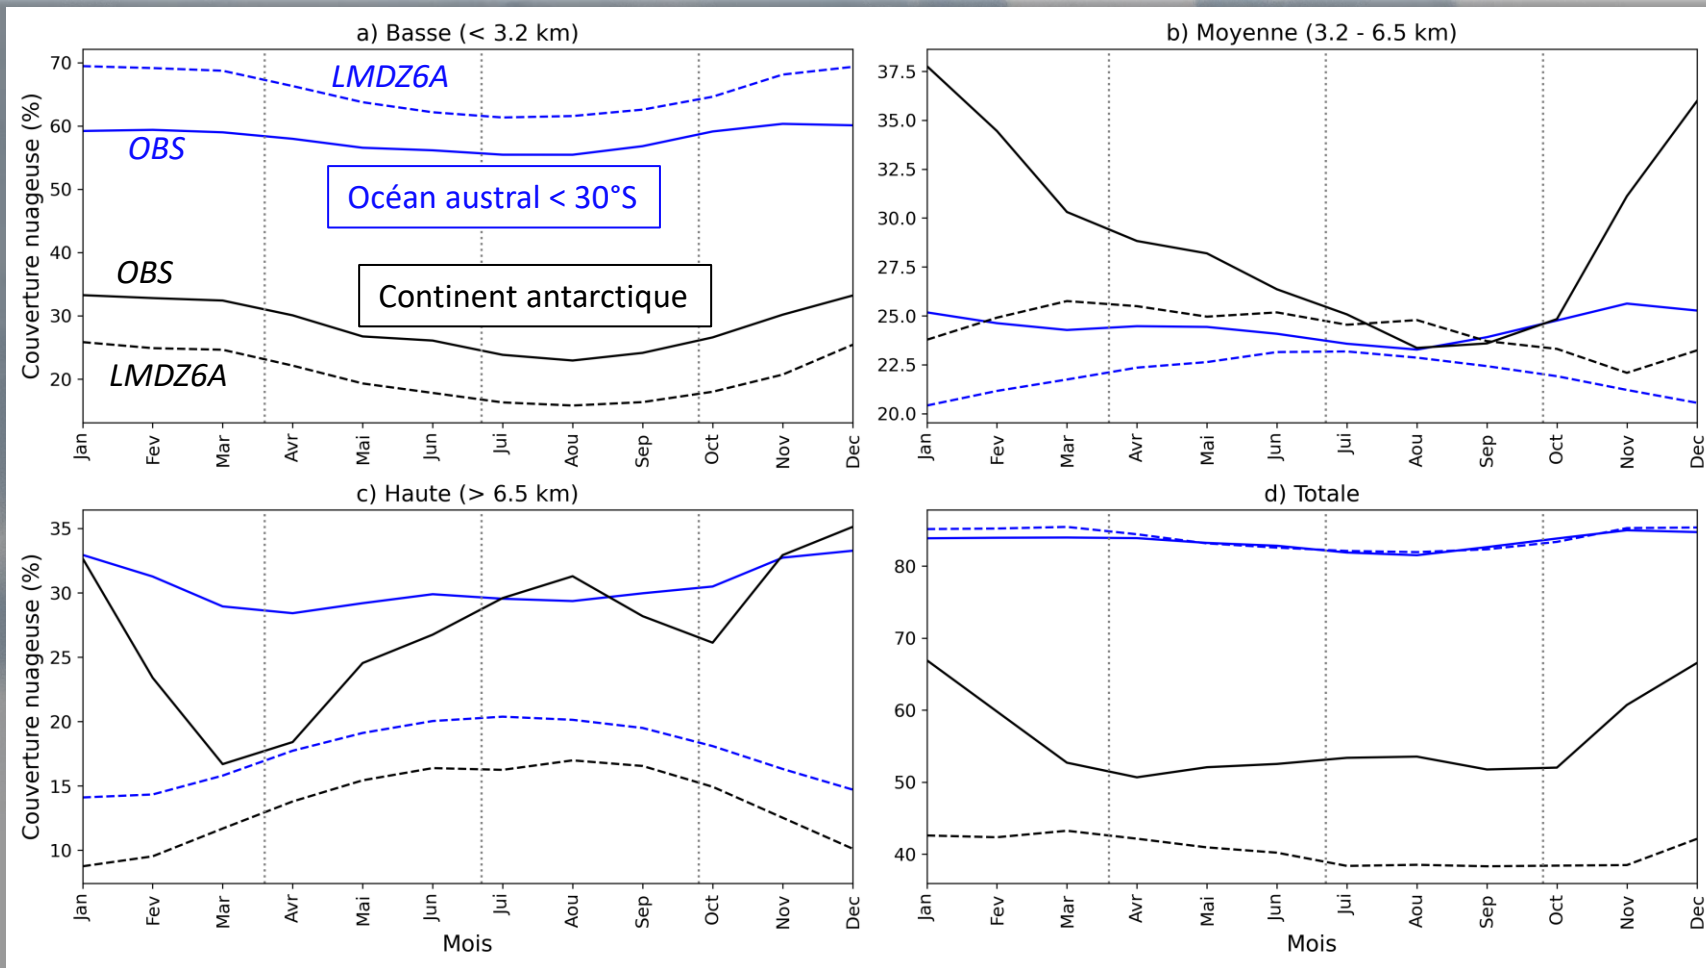 a) Basse (< 3.2 km)
Couverture nuageuse (%)
70
60
50
40
30
20
LMDZ6A
OBS
Océan austral < 30°S
OBS
Continent antarctique
LMDZ6A
Jan Fev Mar Avr Mai Jun Jui Aou Sep Oct Nov Dec
b) Moyenne (3.2 - 6.5 km)
37.5
35.0
32.5
30.0
27.5
25.0
22.5
20.0
Jan Fev Mar Avr Mai Jun Jui Aou Sep Oct Nov Dec
c) Haute (> 6.5 km)
Couverture nuageuse (%)
35
30
25
20
15
10
Jan Fev Mar Avr Mai Jun Jui Aou Sep Oct Nov Dec
Mois
d) Totale
80
70
60
50
40
Jan Fev Mar Avr Mai Jun Jui Aou Sep Oct Nov Dec
Mois